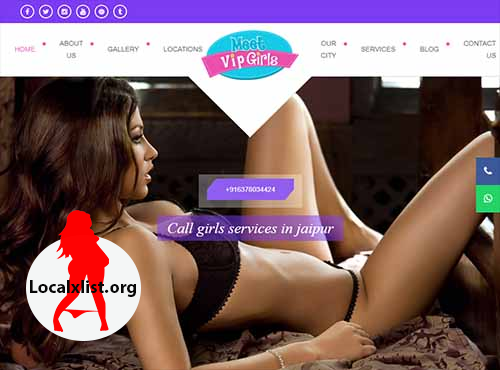 HOME
ABOUT US
GALLERY
LOCATIONS
Meet
Vip Girls
OUR CITY
SERVICES
BLOG
CONTACT US
+916378034424
Call girls services in jaipur
Localxlist.org